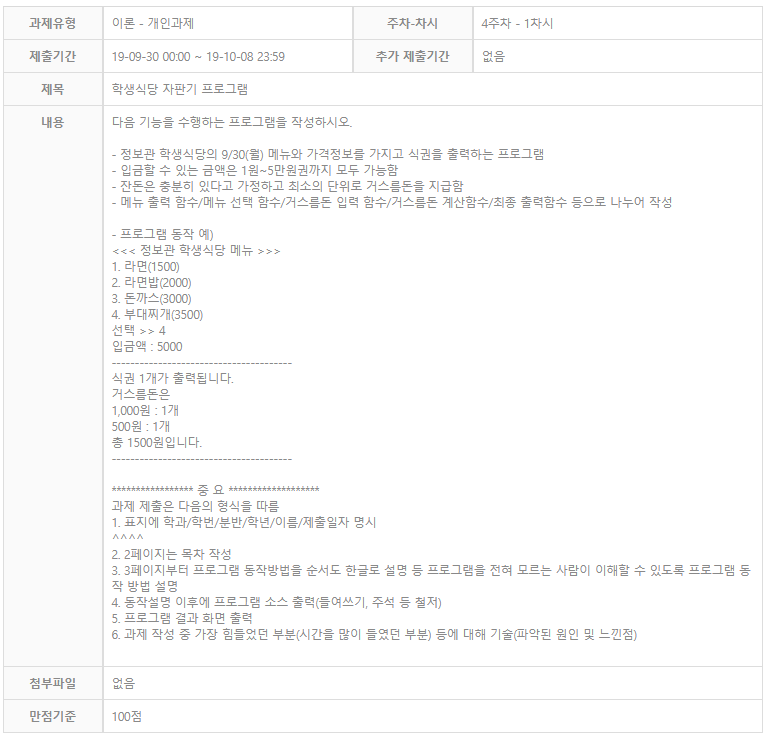 과제유형 이론 - 개인과제 주차-차시 4주차 - 1차시
제출기간 19-09-30 00:00 ~ 19-10-08 23:59 추가 제출기간 없음
제목 학생식당 자판기 프로그램
내용 다음 기능을 수행하는 프로그램을 작성하시오.
- 정보관 학생식당의 9/30(월) 메뉴와 가격정보를 가지고 식권을 출력하는 프로그램
- 입금할 수 있는 금액은 1원~5만원권까지 모두 가능함
- 잔돈은 충분히 있다고 가정하고 최소의 단위로 거스름돈을 지급함
- 메뉴 출력 함수/메뉴 선택 함수/거스름돈 입력 함수/거스름돈 계산함수/최종 출력함수 등으로 나누어 작성
- 프로그램 동작 예)
<<< 정보관 학생식당 메뉴 >>>
1. 라면(1500)
2. 라면밥(2000)
3. 돈까스(3000)
4. 부대찌개(3500)
선택 >> 4
입금액 : 5000
---------------------------------------
식권 1개가 출력됩니다.
거스름돈은
1,000원 : 1개
500원 : 1개
총 1500원입니다.
---------------------------------------
***************** 중 요 *******************
과제 제출은 다음의 형식을 따름
1. 표지에 학과/학번/분반/학년/이름/제출일자 명시
^^^^
2. 2페이지는 목차 작성
3. 3페이지부터 프로그램 동작방법을 순서도 한글로 설명 등 프로그램을 전혀 모르는 사람이 이해할 수 있도록 프로그램 동
작 방법 설명
4. 동작설명 이후에 프로그램 소스 출력(들여쓰기, 주석 등 철저)
5. 프로그램 결과 화면 출력
6. 과제 작성 중 가장 힘들었던 부분(시간을 많이 들였던 부분) 등에 대해 기술(파악된 원인 및 느낀점)
첨부파일 없음
만점기준 100점